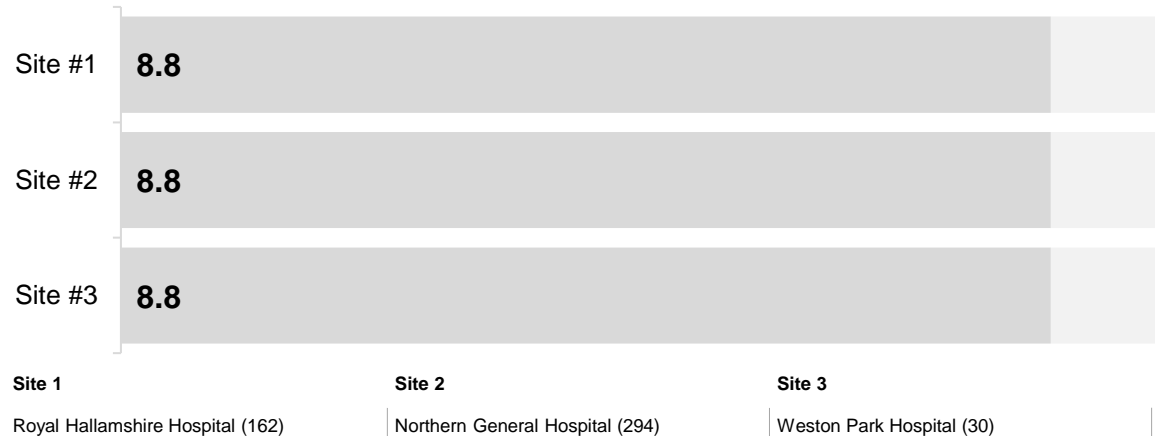 Site #1 8.8
Site #2 8.8
Site #3 8.8
Site 1 Site 2 Site 3
Royal Hallamshire Hospital (162) Northern General Hospital (294) Weston Park Hospital (30)